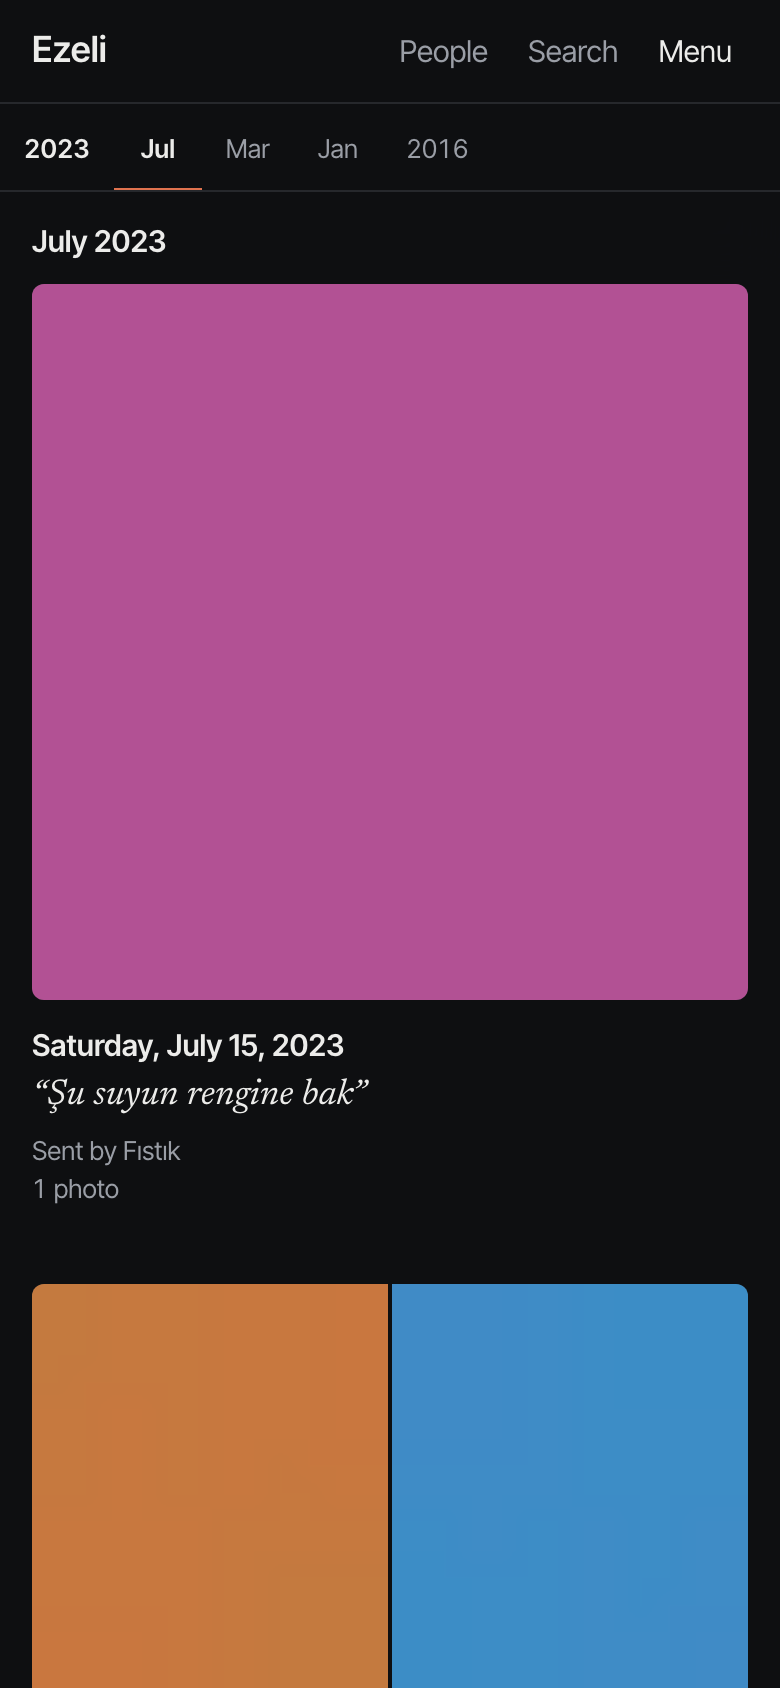 Ezeli People Search Menu
2023 Jul Mar Jan 2016
July 2023
Saturday, July 15, 2023
“Şu suyun rengine bak”
Sent by Fıstık
1 photo